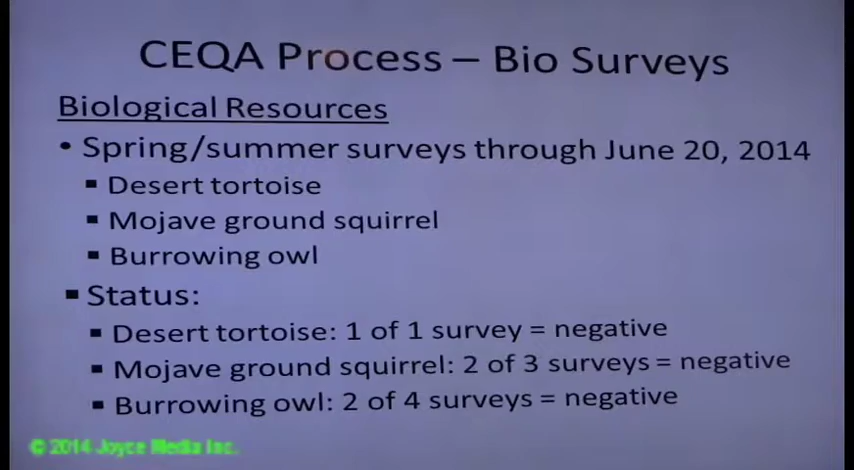 CEQA Process – Bio Surveys
Biological Resources
• Spring/summer surveys through June 20, 2014
▪ Desert tortoise
▪ Mojave ground squirrel
▪ Burrowing owl
▪ Status:
▪ Desert tortoise: 1 of 1 survey = negative
▪ Mojave ground squirrel: 2 of 3 surveys = negative
▪ Burrowing owl: 2 of 4 surveys = negative
© 2014 Joyce Media Inc.